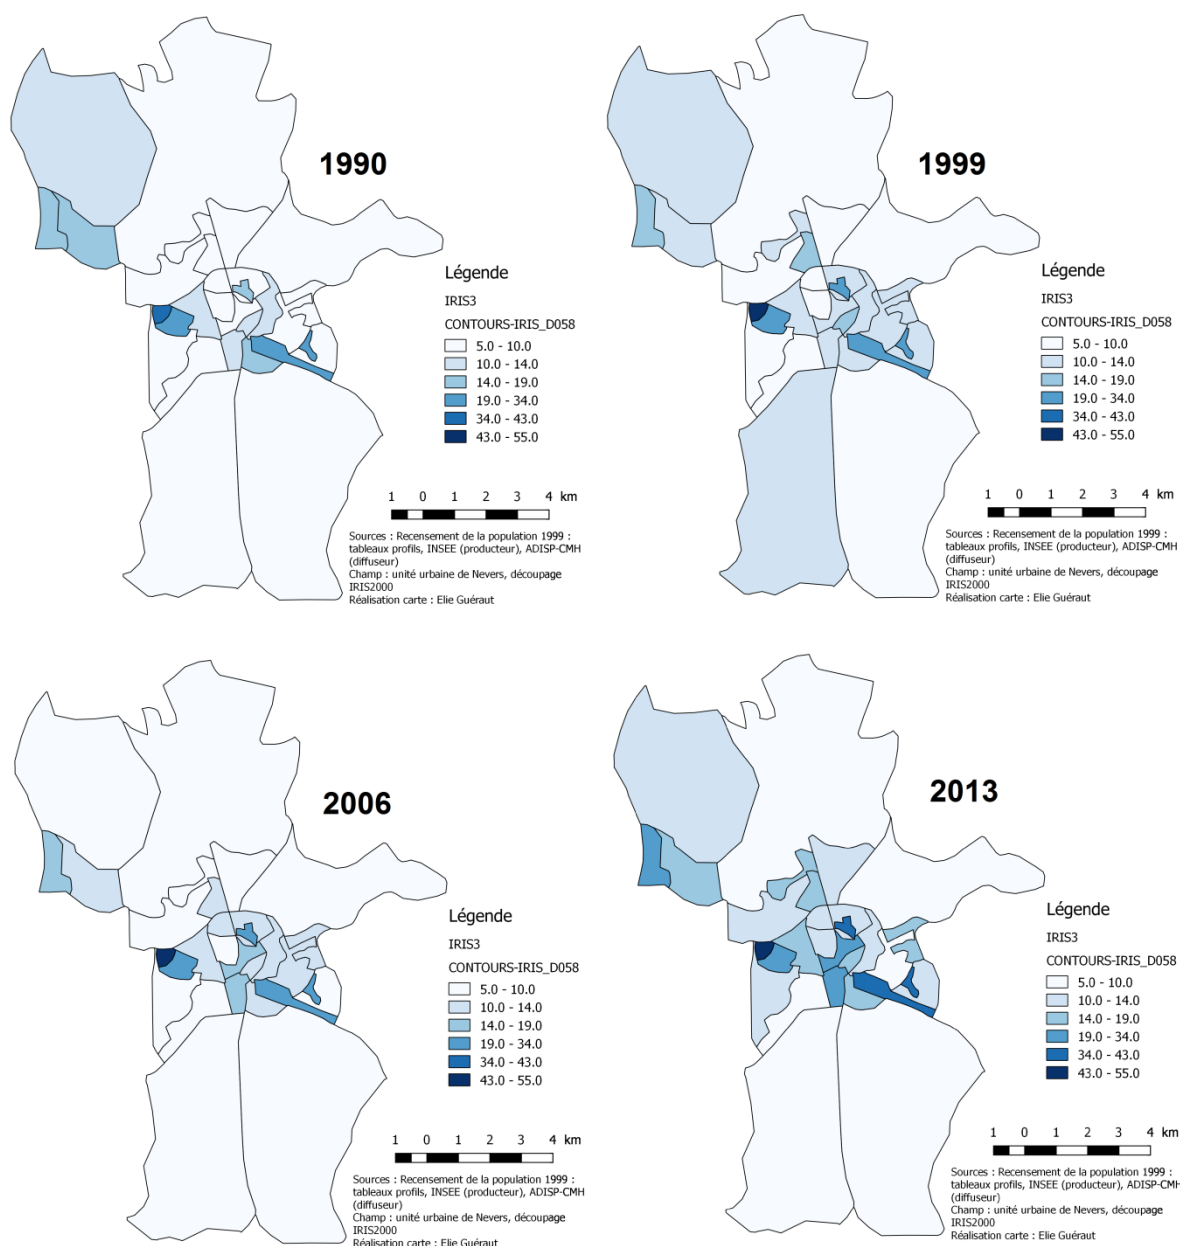 1990
Légende
IRIS3
CONTOURS-IRIS_D058
5.0 - 10.0
10.0 - 14.0
14.0 - 19.0
19.0 - 34.0
34.0 - 43.0
43.0 - 55.0
1 0 1 2 3 4 km
Sources : Recensement de la population 1999 :
tableaux profils, INSEE (producteur), ADISP-CMH
(diffuseur)
Champ : unité urbaine de Nevers, découpage
IRIS2000
Réalisation carte : Elie Guéraut
1999
Légende
IRIS3
CONTOURS-IRIS_D058
5.0 - 10.0
10.0 - 14.0
14.0 - 19.0
19.0 - 34.0
34.0 - 43.0
43.0 - 55.0
1 0 1 2 3 4 km
Sources : Recensement de la population 1999 :
tableaux profils, INSEE (producteur), ADISP-CMH
(diffuseur)
Champ : unité urbaine de Nevers, découpage
IRIS2000
Réalisation carte : Elie Guéraut
2006
Légende
IRIS3
CONTOURS-IRIS_D058
5.0 - 10.0
10.0 - 14.0
14.0 - 19.0
19.0 - 34.0
34.0 - 43.0
43.0 - 55.0
1 0 1 2 3 4 km
Sources : Recensement de la population 1999 :
tableaux profils, INSEE (producteur), ADISP-CMH
(diffuseur)
Champ : unité urbaine de Nevers, découpage
IRIS2000
Réalisation carte : Elie Guéraut
2013
Légende
IRIS3
CONTOURS-IRIS_D058
5.0 - 10.0
10.0 - 14.0
14.0 - 19.0
19.0 - 34.0
34.0 - 43.0
43.0 - 55.0
1 0 1 2 3 4 km
Sources : Recensement de la population 1999 :
tableaux profils, INSEE (producteur), ADISP-CMH
(diffuseur)
Champ : unité urbaine de Nevers, découpage
IRIS2000
Réalisation carte : Elie Guéraut